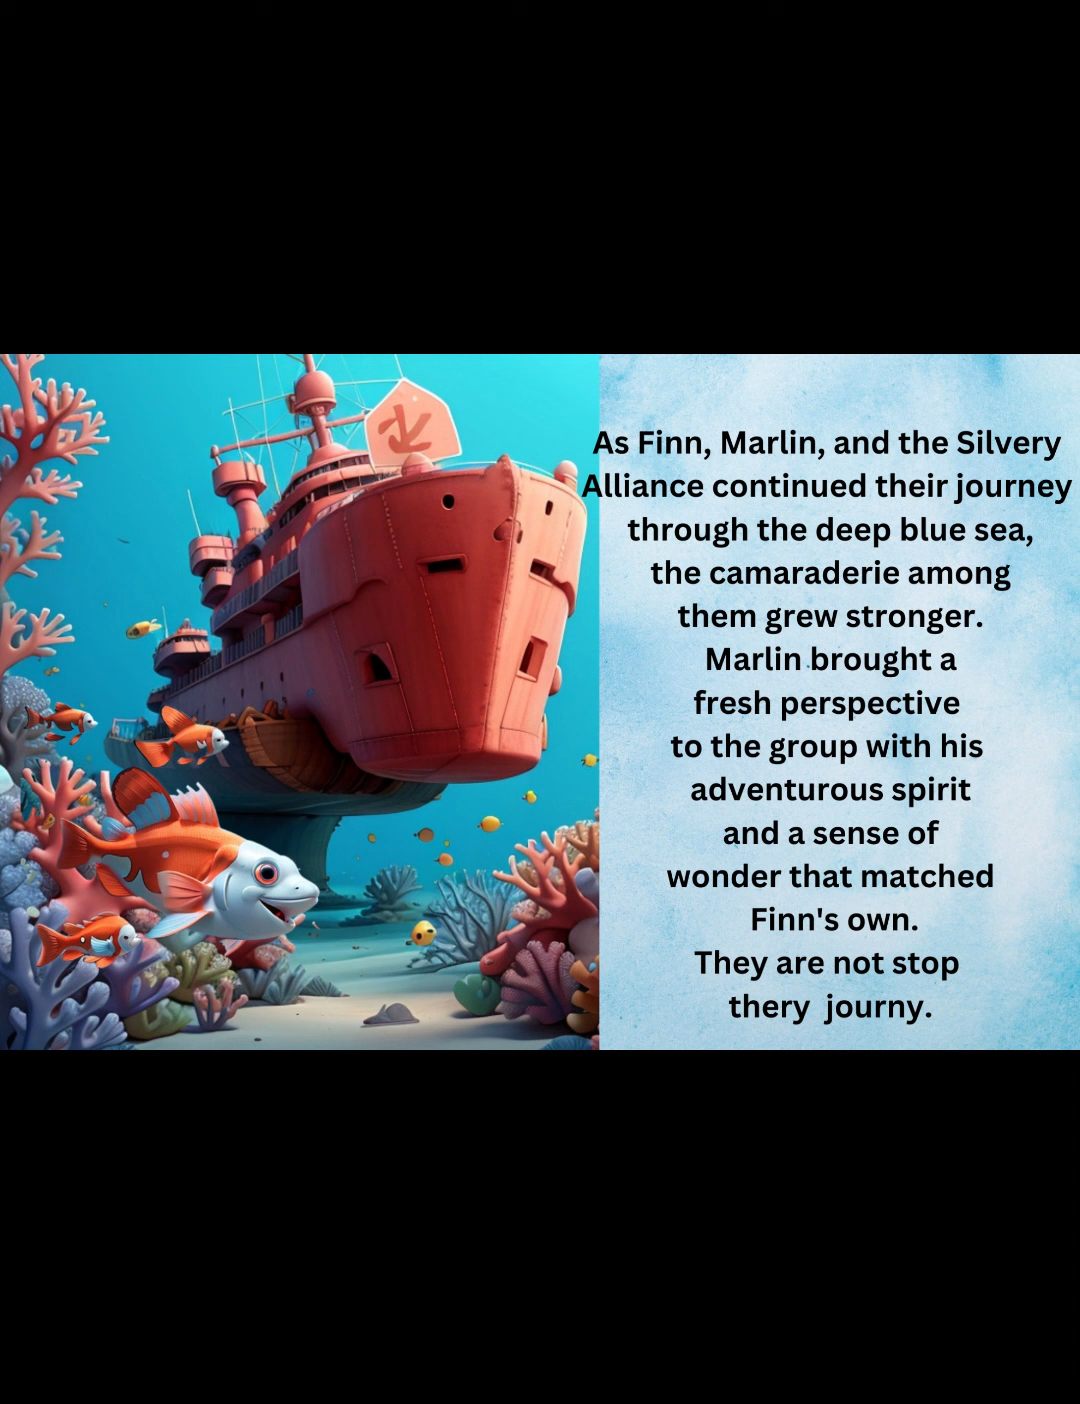 As Finn, Marlin, and the Silvery
Alliance continued their journey
through the deep blue sea,
the camaraderie among
them grew stronger.
Marlin brought a
fresh perspective
to the group with his
adventurous spirit
and a sense of
wonder that matched
Finn's own.
They are not stop
thery  journy.